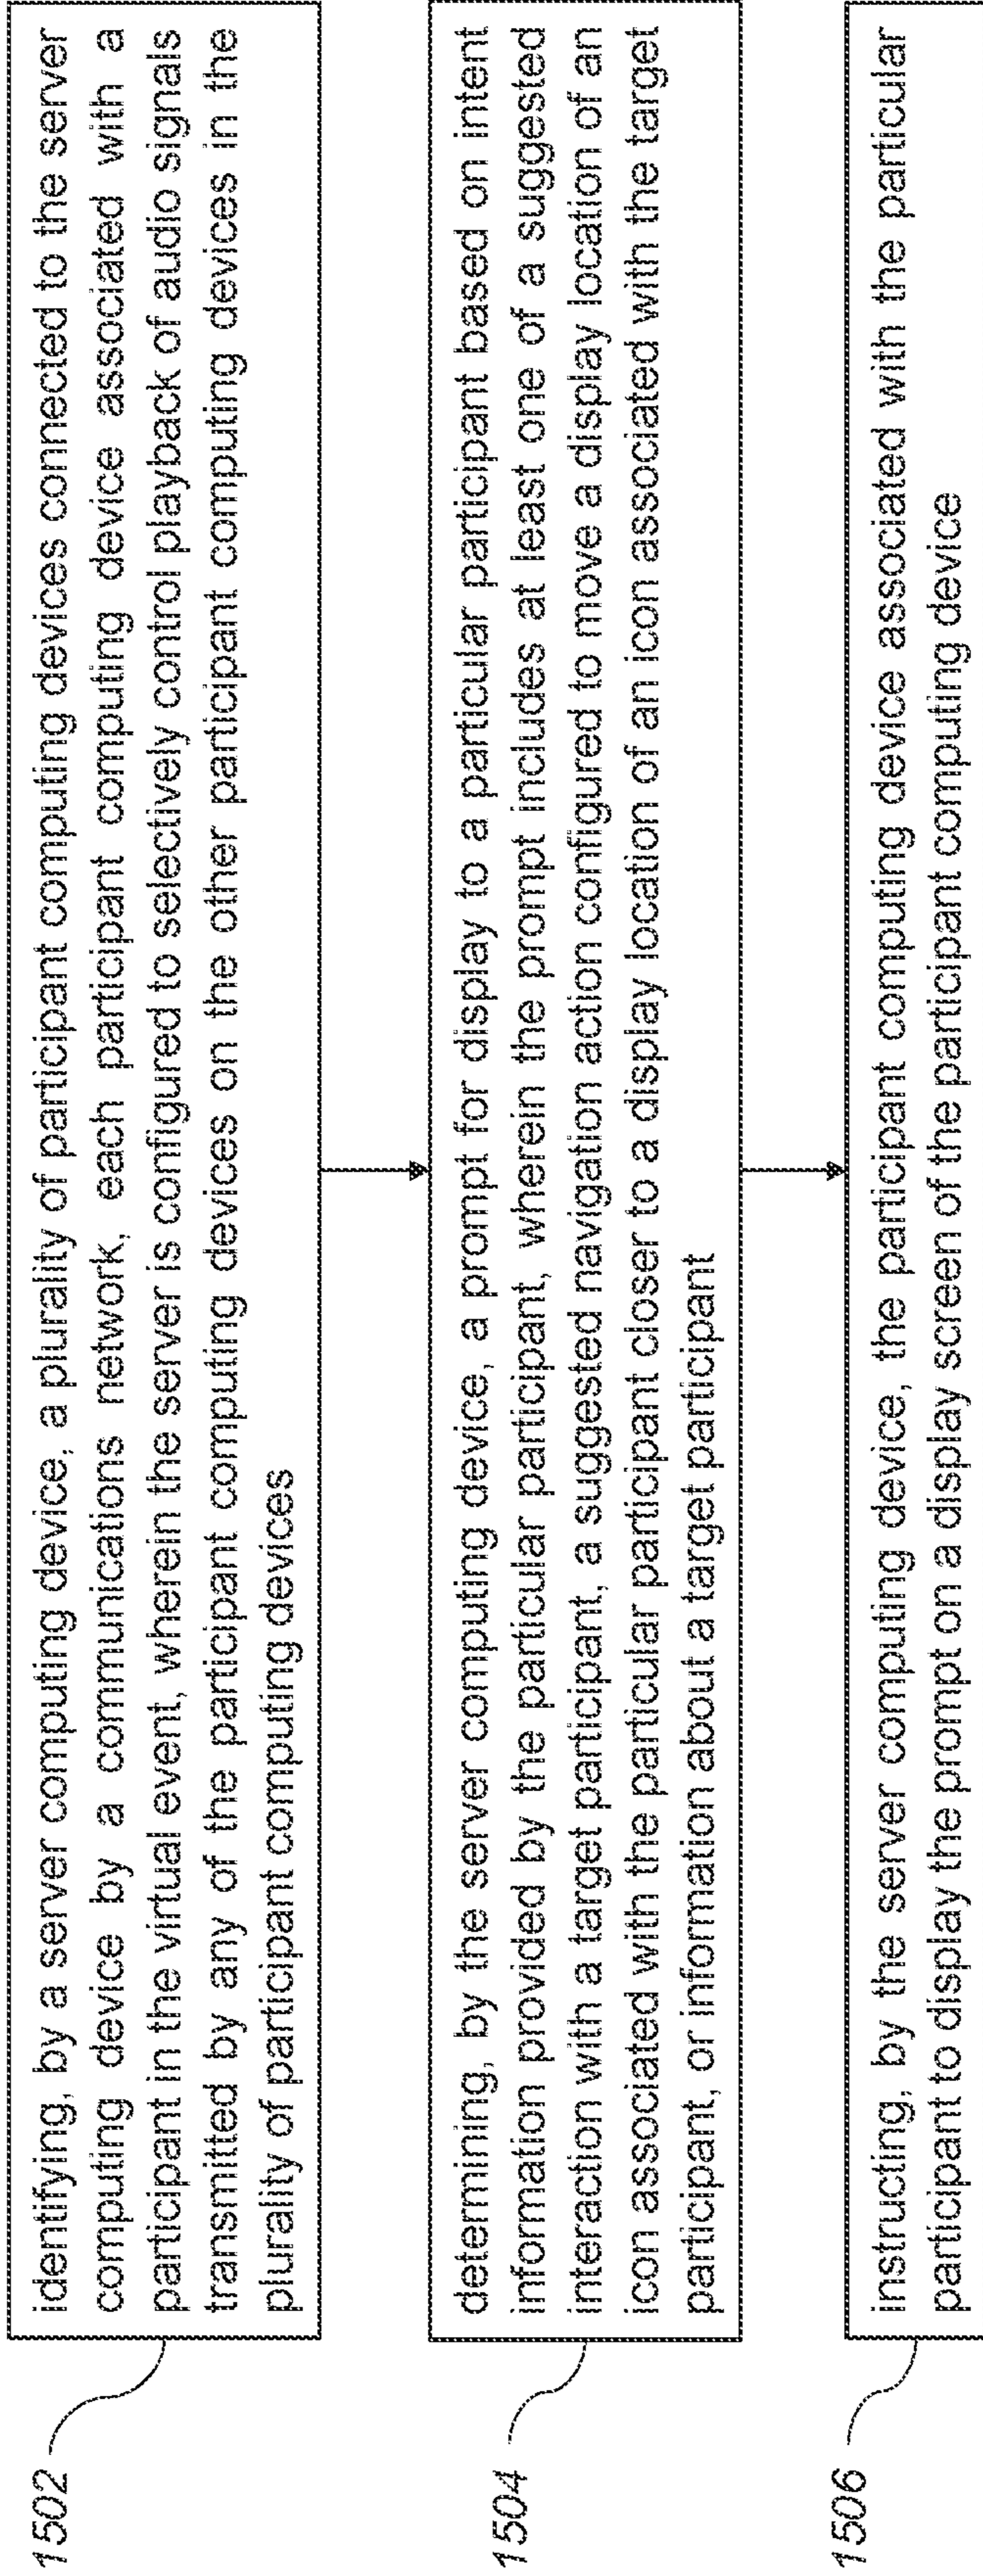 1502
identifying, by a server computing device, a plurality of participant computing devices connected to the server
computing device by a communications network, each participant computing device associated with a
participant in the virtual event, wherein the server is configured to selectively control playback of audio signals
transmitted by any of the participant computing devices on the other participant computing devices in the
plurality of participant computing devices
1504
determining, by the server computing device, a prompt for display to a particular participant based on intent
information provided by the particular participant, wherein the prompt includes at least one of a suggested
interaction with a target participant, a suggested navigation action configured to move a display location of an
icon associated with the particular participant closer to a display location of an icon associated with the target
participant, or information about a target participant
1506
instructing, by the server computing device, the participant computing device associated with the particular
participant to display the prompt on a display screen of the participant computing device